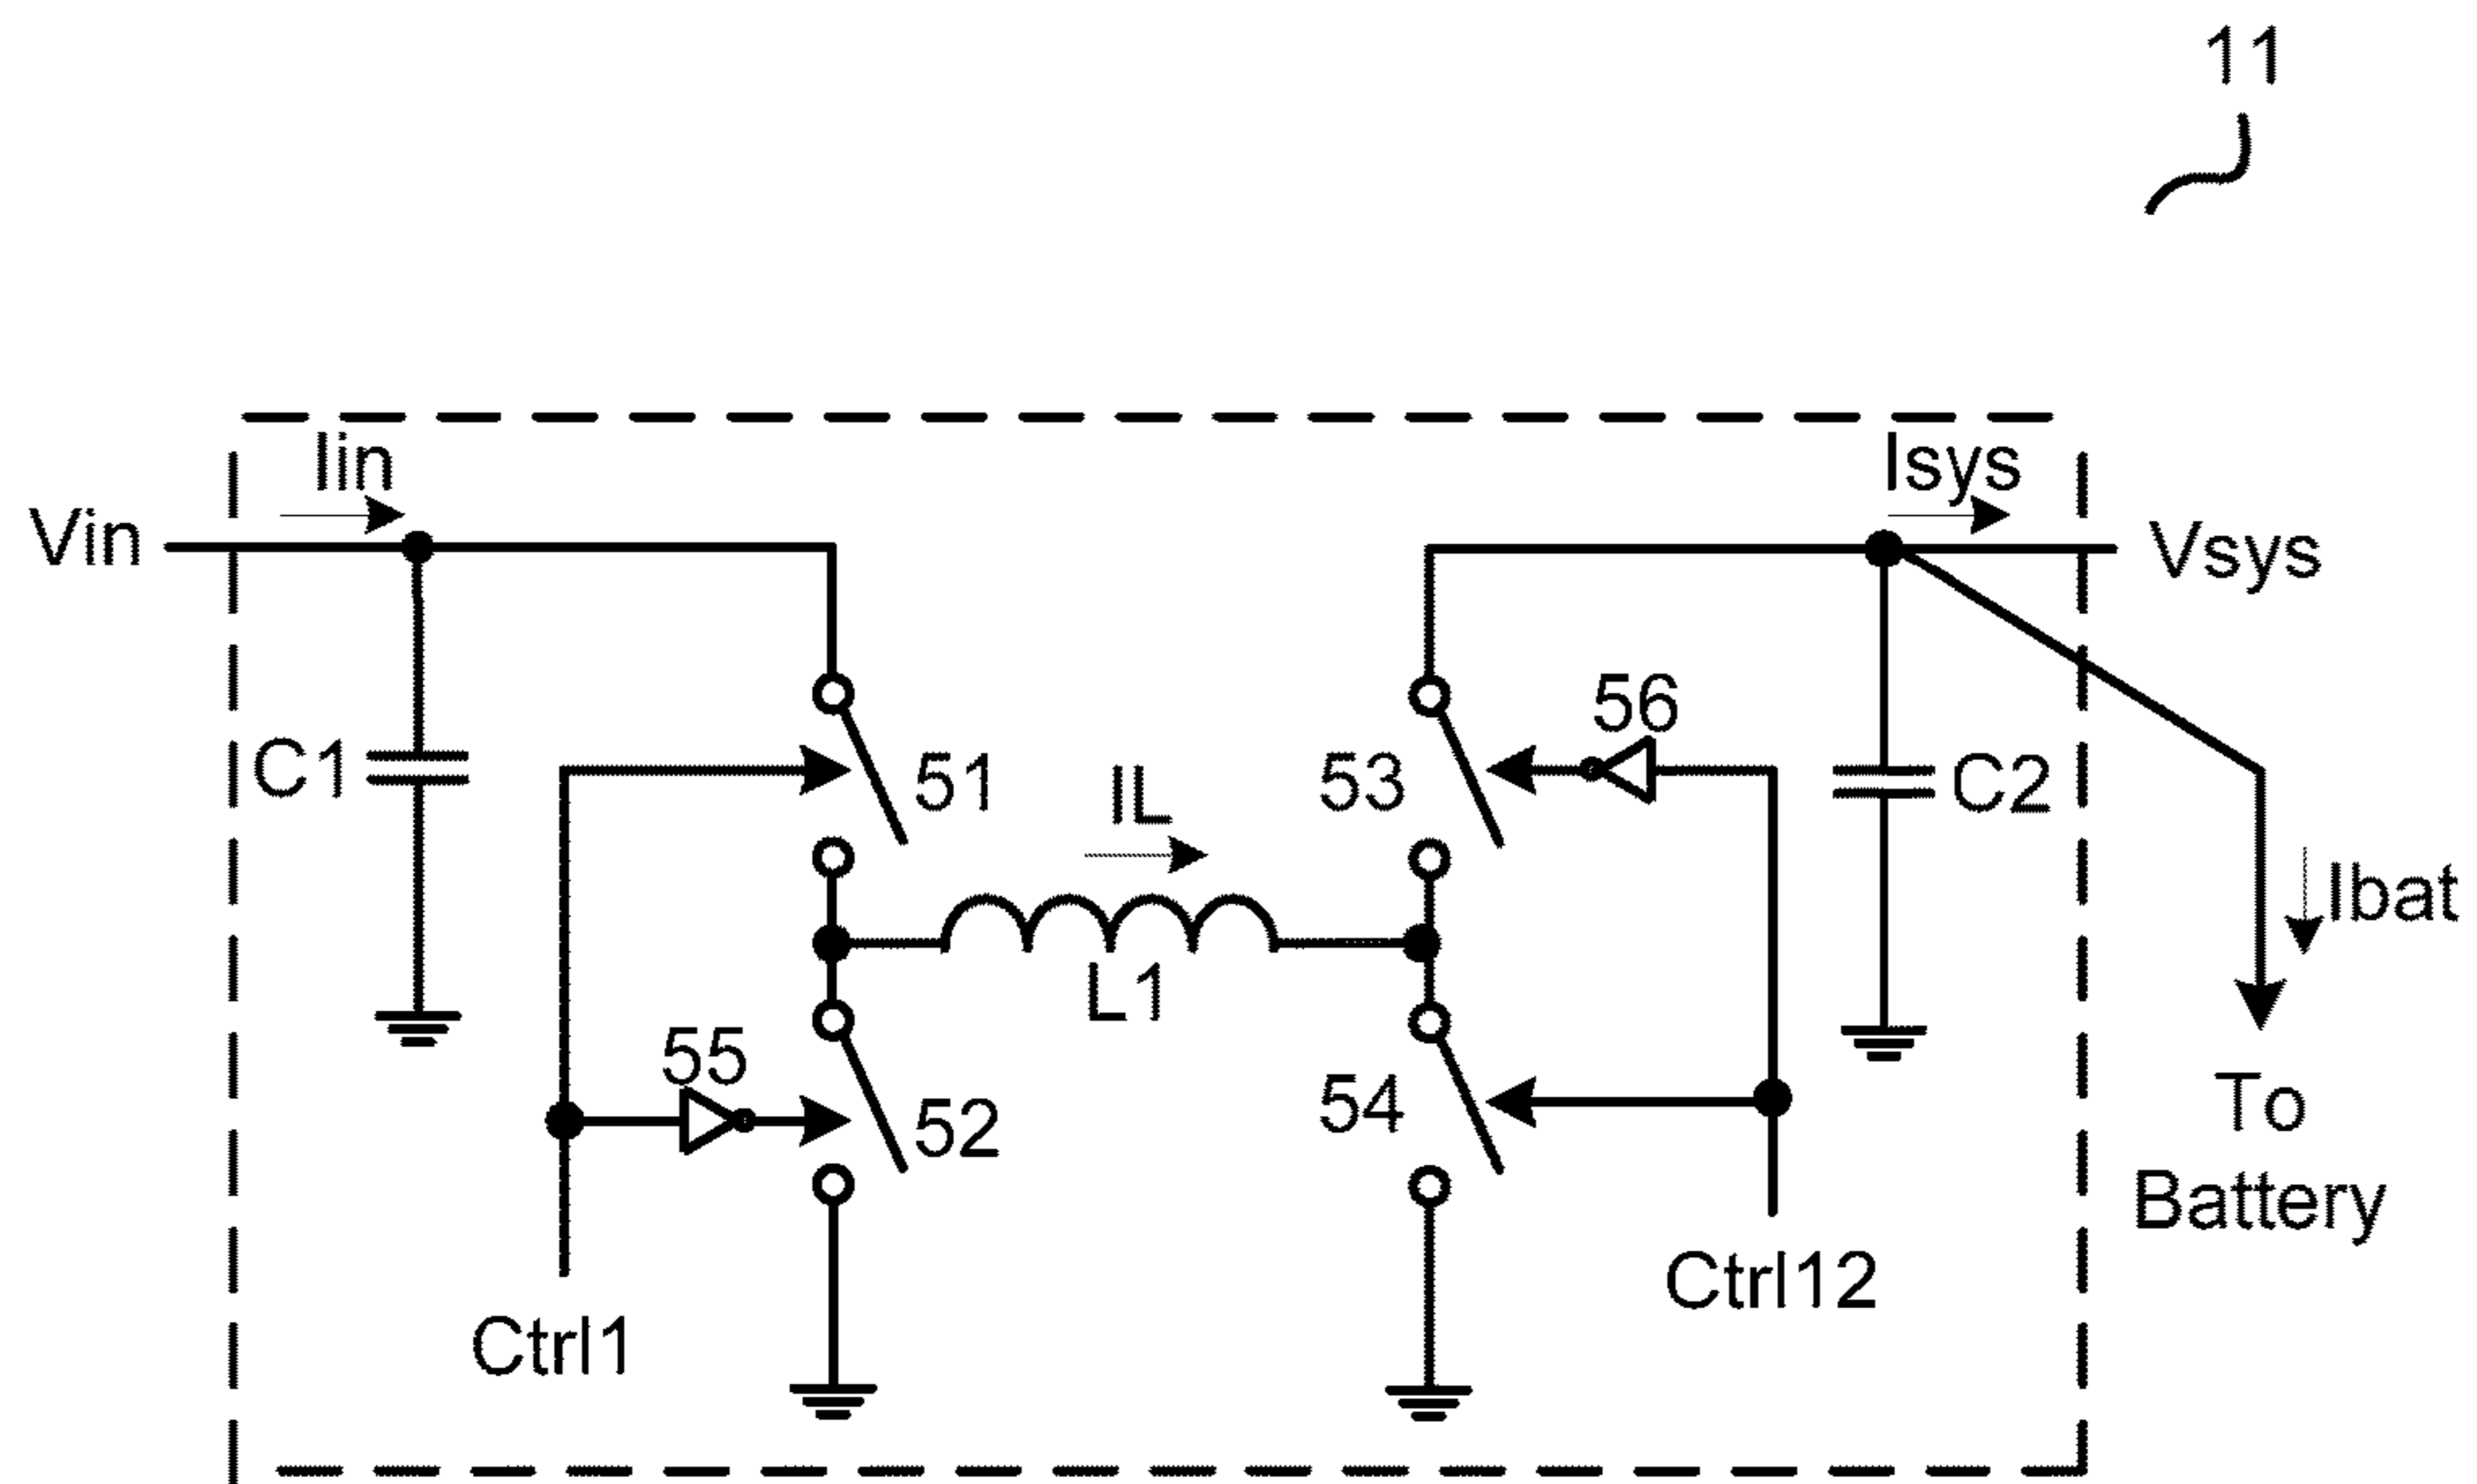 11
Iin
Isys
Vin
Vsys
C1
51
53
56
C2
IL
Ibat
L1
55
52
54
To
Battery
Ctrl1
Ctrl12